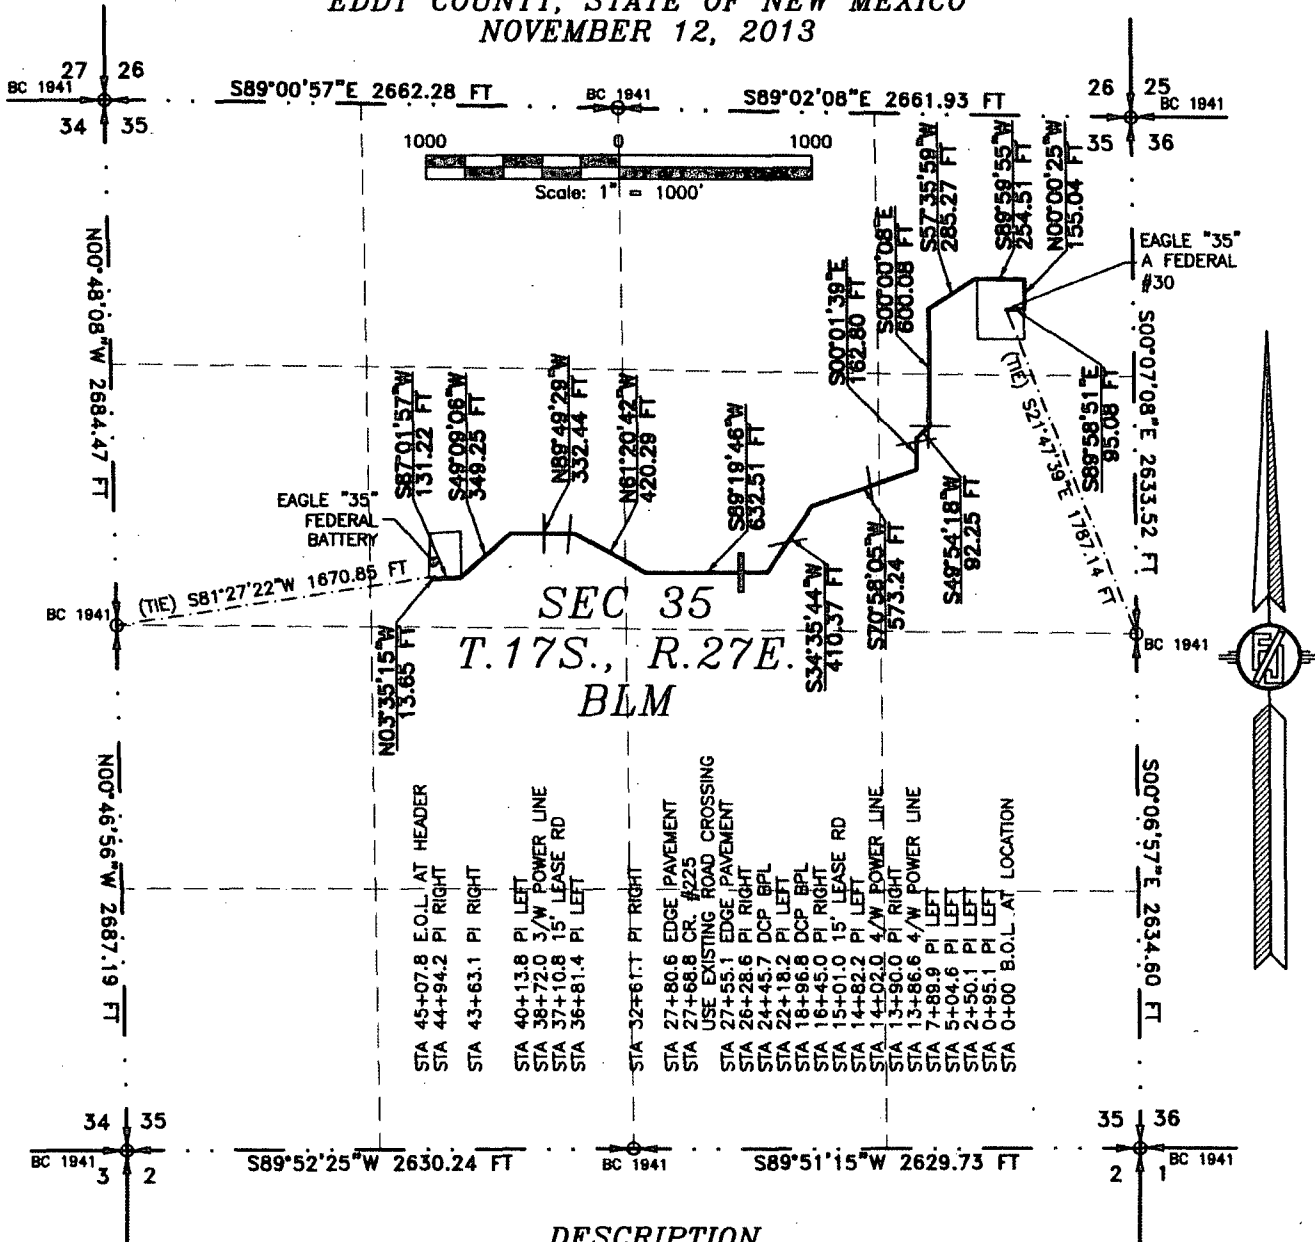 EDDY COUNTY, STATE OF NEW MEXICO
NOVEMBER 12, 2013
27 26
BC 1941
34 35
S89°00'57"E 2662.28 FT
BC 1941
S89°02'08"E 2661.93 FT
26 25
BC 1941
35 36
1000 0 1000
Scale: 1" = 1000'
N00°48'08"W 2684.47 FT
S57°35'59"W
285.27 FT
S89°59'55"W
254.51 FT
N00°00'25"W
155.04 FT
EAGLE "35"
A FEDERAL
#30
S00°01'39"E
162.80 FT
S00°00'08"E
600.08 FT
S00°07'08"E 2633.52 FT
(TIE) S21°47'39"E 1787.14 FT
S89°58'51"E
95.08 FT
S87°01'57"W
131.22 FT
S49°09'06"W
349.25 FT
N89°49'29"W
332.44 FT
N61°20'42"W
420.29 FT
S89°19'46"W
632.51 FT
S34°35'44"W
410.37 FT
S70°58'05"W
573.24 FT
S49°54'18"W
92.25 FT
EAGLE "35"
FEDERAL
BATTERY
(TIE) S81°27'22"W 1670.85 FT
BC 1941
N03°35'15"W
13.65 FT
SEC 35
T.17S., R.27E.
BLM
BC 1941
N00°46'56"W 2687.19 FT
STA 45+07.8 E.O.L. AT HEADER
STA 44+94.2 PI RIGHT
STA 43+63.1 PI RIGHT
STA 40+13.8 PI LEFT
STA 38+72.0 3/W POWER LINE
STA 37+10.8 15' LEASE RD
STA 36+81.4 PI LEFT
STA 32+61.1 PI RIGHT
STA 27+80.6 EDGE PAVEMENT
STA 27+68.8 CR. #225
USE EXISTING ROAD CROSSING
STA 27+55.1 EDGE PAVEMENT
STA 26+28.6 PI RIGHT
STA 24+45.7 DCP BPL
STA 22+18.2 PI LEFT
STA 18+96.8 DCP BPL
STA 16+45.0 PI RIGHT
STA 15+01.0 15' LEASE RD
STA 14+82.2 PI LEFT
STA 14+02.0 4/W POWER LINE
STA 13+90.0 PI RIGHT
STA 13+86.6 4/W POWER LINE
STA 7+89.9 PI LEFT
STA 5+04.6 PI LEFT
STA 2+50.1 PI LEFT
STA 0+95.1 PI LEFT
STA 0+00 B.O.L. AT LOCATION
S00°06'57"E 2634.60 FT
34 35
BC 1941
3 2
S89°52'25"W 2630.24 FT
BC 1941
S89°51'15"W 2629.73 FT
35 36
BC 1941
2 1
DESCRIPTION